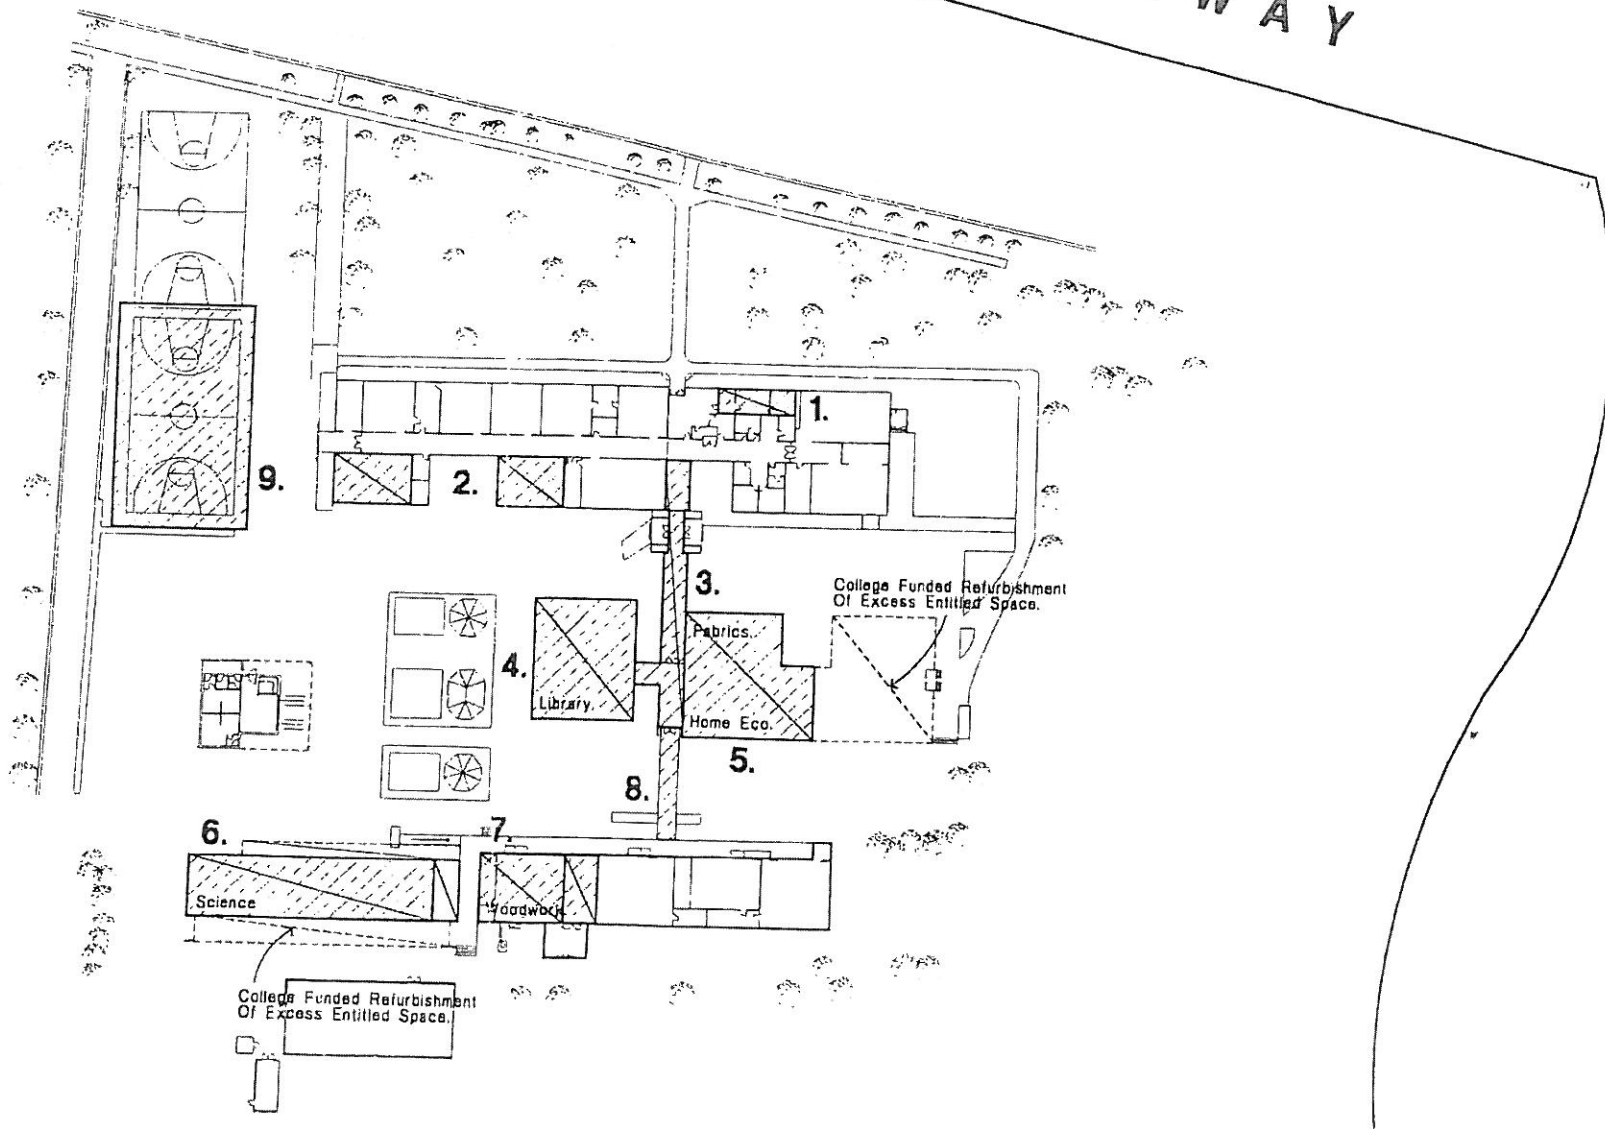 W A Y
1.
2.
9.
3.
College Funded Refurbishment
Of Excess Entitled Space.
Fabrics.
4.
Library.
Home Eco.
5.
8.
6.
7.
Science
Woodwork.
College Funded Refurbishment
Of Excess Entitled Space.